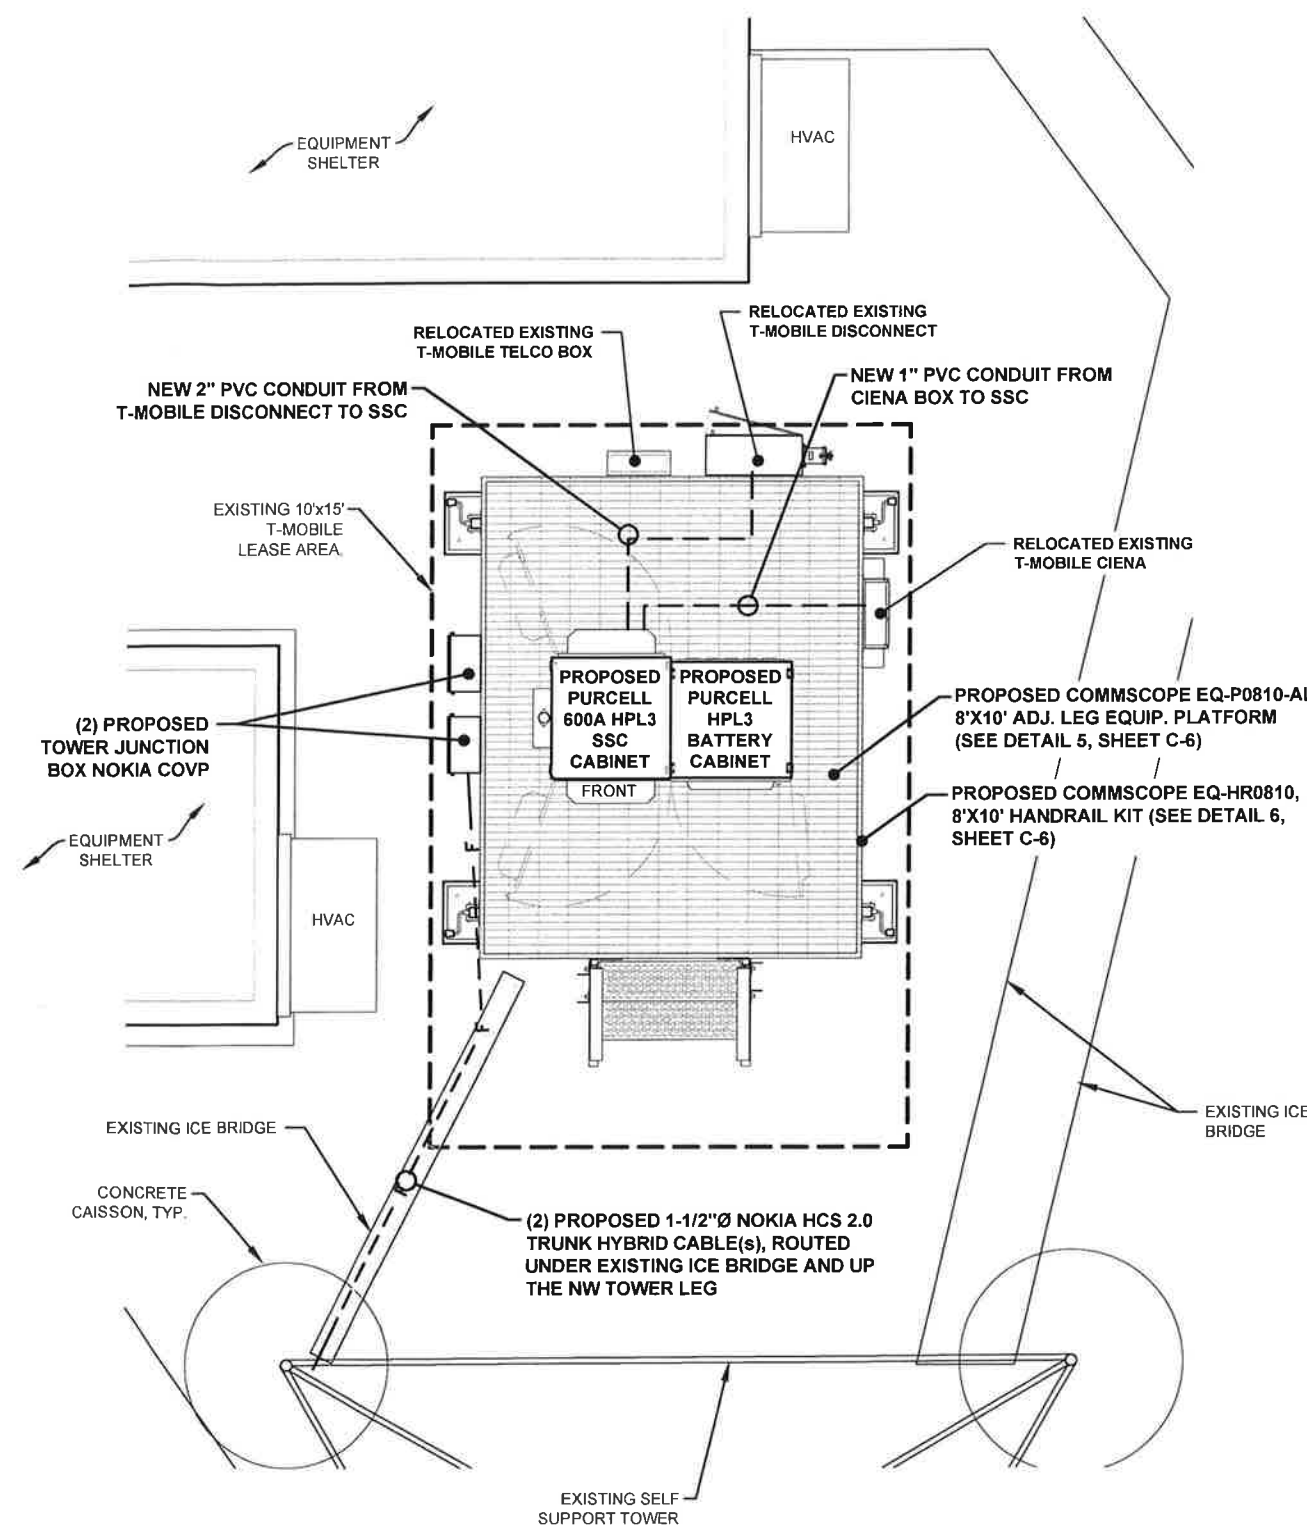 HVAC
EQUIPMENT
SHELTER
RELOCATED EXISTING
T-MOBILE DISCONNECT
RELOCATED EXISTING
T-MOBILE TELCO BOX
NEW 2" PVC CONDUIT FROM
T-MOBILE DISCONNECT TO SSC
NEW 1" PVC CONDUIT FROM
CIENA BOX TO SSC
EXISTING 10'x15'
T-MOBILE
LEASE AREA
RELOCATED EXISTING
T-MOBILE CIENA
PROPOSED
PURCELL
600A HPL3
SSC
CABINET
FRONT
PROPOSED
PURCELL
HPL3
BATTERY
CABINET
(2) PROPOSED
TOWER JUNCTION
BOX NOKIA COVP
PROPOSED COMMSCOPE EQ-P0810-AL
8'X10' ADJ. LEG EQUIP. PLATFORM
(SEE DETAIL 5, SHEET C-6)
PROPOSED COMMSCOPE EQ-HR0810,
8'X10' HANDRAIL KIT (SEE DETAIL 6,
SHEET C-6)
EQUIPMENT
SHELTER
HVAC
F
F
EXISTING ICE BRIDGE
EXISTING ICE
BRIDGE
CONCRETE
CAISSON, TYP.
(2) PROPOSED 1-1/2"Ø NOKIA HCS 2.0
TRUNK HYBRID CABLE(s), ROUTED
UNDER EXISTING ICE BRIDGE AND UP
THE NW TOWER LEG
EXISTING SELF
SUPPORT TOWER